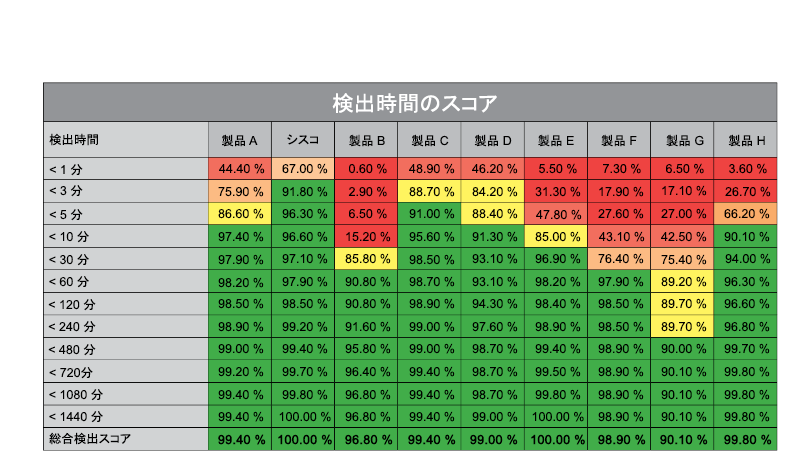 検出時間のスコア
検出時間 製品 A シスコ 製品 B 製品 C 製品 D 製品 E 製品 F 製品 G 製品 H
< 1 分 44.40 % 67.00 % 0.60 % 48.90 % 46.20 % 5.50 % 7.30 % 6.50 % 3.60 %
< 3 分 75.90 % 91.80 % 2.90 % 88.70 % 84.20 % 31.30 % 17.90 % 17.10 % 26.70 %
< 5 分 86.60 % 96.30 % 6.50 % 91.00 % 88.40 % 47.80 % 27.60 % 27.00 % 66.20 %
< 10 分 97.40 % 96.60 % 15.20 % 95.60 % 91.30 % 85.00 % 43.10 % 42.50 % 90.10 %
< 30 分 97.90 % 97.10 % 85.80 % 98.50 % 93.10 % 96.90 % 76.40 % 75.40 % 94.00 %
< 60 分 98.20 % 97.90 % 90.80 % 98.70 % 93.10 % 98.20 % 97.90 % 89.20 % 96.30 %
< 120 分 98.50 % 98.50 % 90.80 % 98.90 % 94.30 % 98.40 % 98.50 % 89.70 % 96.60 %
< 240 分 98.90 % 99.20 % 91.60 % 99.00 % 97.60 % 98.90 % 98.50 % 89.70 % 96.80 %
< 480 分 99.00 % 99.40 % 95.80 % 99.00 % 98.70 % 99.40 % 98.90 % 90.00 % 99.70 %
< 720分 99.20 % 99.70 % 96.40 % 99.40 % 98.70 % 99.50 % 98.90 % 90.10 % 99.80 %
< 1080 分 99.40 % 99.80 % 96.80 % 99.40 % 98.70 % 99.80 % 98.90 % 90.10 % 99.80 %
< 1440 分 99.40 % 100.00 % 96.80 % 99.40 % 99.00 % 100.00 % 98.90 % 90.10 % 99.80 %
総合検出スコア 99.40 % 100.00 % 96.80 % 99.40 % 99.00 % 100.00 % 98.90 % 90.10 % 99.80 %